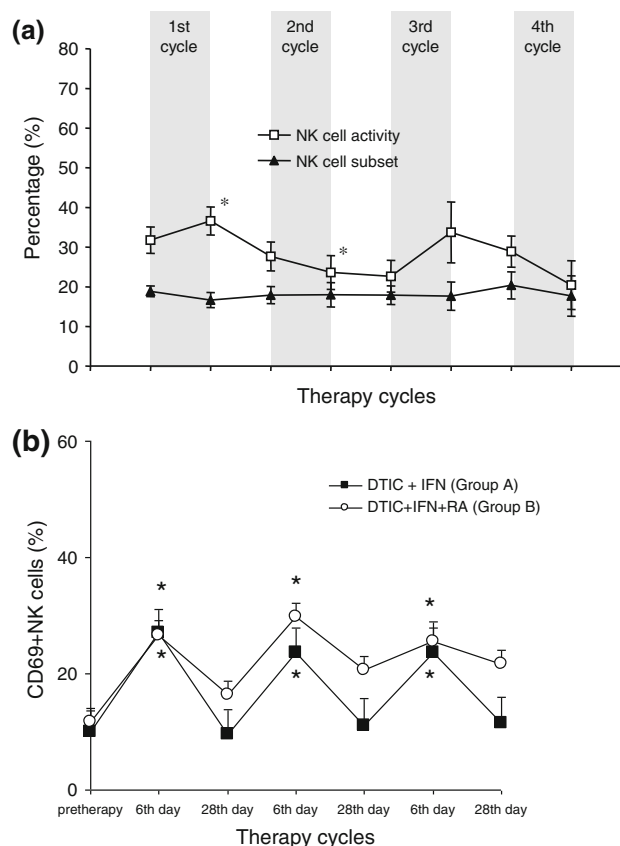 (a)
1st cycle
2nd cycle
3rd cycle
4th cycle
80
70
60
50
40
30
20
10
0
Percentage (%)
NK cell activity
NK cell subset
*
*
Therapy cycles
(b)
60
40
20
0
CD69+NK cells (%)
DTIC + IFN (Group A)
DTIC+IFN+RA (Group B)
* * *
* * *
pretherapy 6th day 28th day 6th day 28th day 6th day 28th day
Therapy cycles